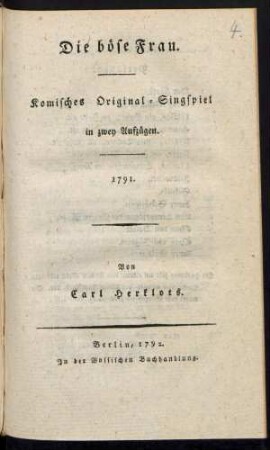 4.
Die böse Frau.
Komisches Original-Singspiel
in zwey Aufzügen.
1791.
Von
Carl Herklots.
Berlin, 1792.
In der Vossischen Buchhandlung.